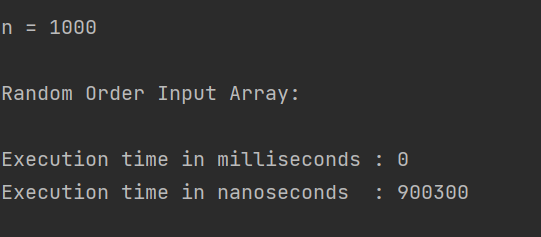 n = 1000
Random Order Input Array:
Execution time in milliseconds : 0
Execution time in nanoseconds  : 900300